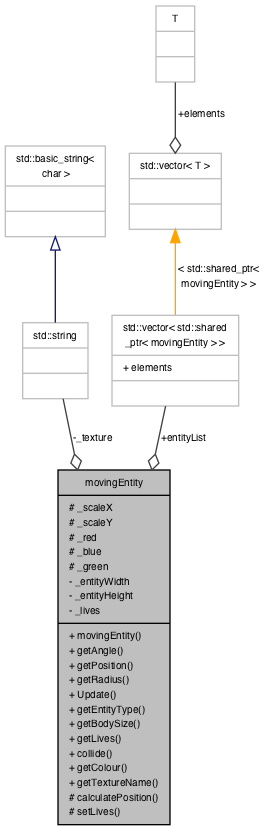 T
+elements
std::basic_string<
char >
std::vector< T >
< std::shared_ptr<
movingEntity > >
std::string
std::vector< std::shared
_ptr< movingEntity > >
+ elements
-_texture
+entityList
movingEntity
# _scaleX
# _scaleY
# _red
# _blue
# _green
- _entityWidth
- _entityHeight
- _lives
+ movingEntity()
+ getAngle()
+ getPosition()
+ getRadius()
+ Update()
+ getEntityType()
+ getBodySize()
+ getLives()
+ collide()
+ getColour()
+ getTextureName()
# calculatePosition()
# setLives()